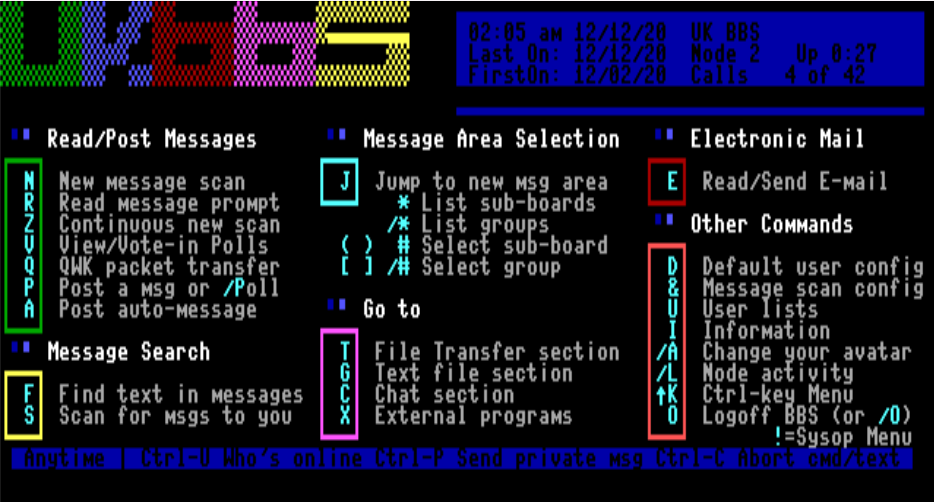 UKbbs
02:05 am 12/12/20 UK BBS
Last On: 12/12/20 Node 2 Up 0:27
FirstOn: 12/02/20 Calls 4 of 42
Read/Post Messages
N New message scan
R Read message prompt
Z Continuous new scan
V View/Vote-in Polls
Q QWK packet transfer
P Post a msg or /Poll
A Post auto-message
Message Search
F Find text in messages
S Scan for msgs to you
Message Area Selection
J Jump to new msg area
* List sub-boards
/* List groups
( ) # Select sub-board
[ ] /# Select group
Go to
T File Transfer section
G Text file section
C Chat section
X External programs
Electronic Mail
E Read/Send E-mail
Other Commands
D Default user config
& Message scan config
U User lists
I Information
/A Change your avatar
/L Node activity
↑K Ctrl-key Menu
O Logoff BBS (or /O)
!=Sysop Menu
Anytime | Ctrl-U Who's online Ctrl-P Send private msg Ctrl-C Abort cmd/text